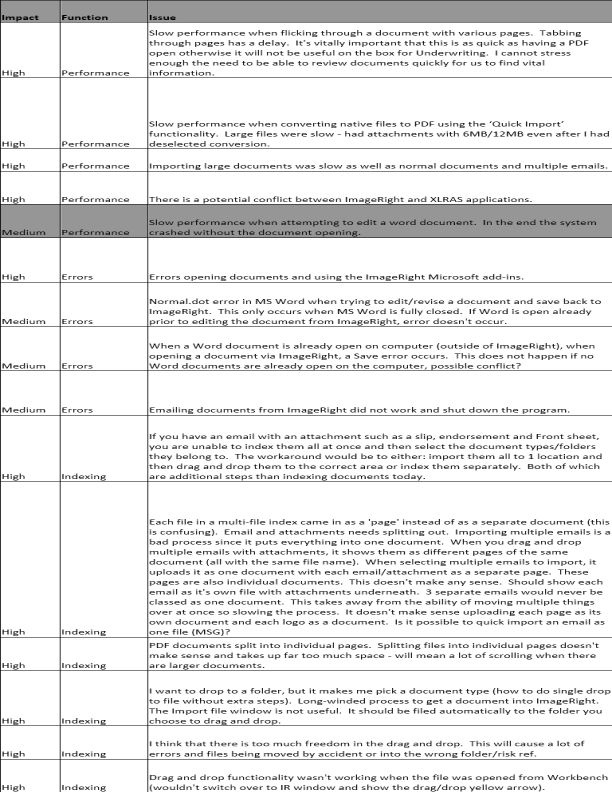 Impact Function Issue
Slow performance when flicking through a document with various pages. Tabbing
through pages has a delay. It's vitally important that this is as quick as having a PDF
open otherwise it will not be useful on the box for Underwriting. I cannot stress
enough the need to be able to review documents quickly for us to find vital
High Performance information.
Slow performance when converting native files to PDF using the 'Quick Import'
functionality. Large files were slow - had attachments with 6MB/12MB even after I had
High Performance deselected conversion.
High Performance Importing large documents was slow as well as normal documents and multiple emails.
High Performance There is a potential conflict between ImageRight and XLRAS applications.
Slow performance when attempting to edit a word document. In the end the system
Medium Performance crashed without the document opening.
High Errors Errors opening documents and using the ImageRight Microsoft add-ins.
Normal.dot error in MS Word when trying to edit/revise a document and save back to
ImageRight. This only occurs when MS Word is fully closed. If Word is open already
Medium Errors prior to editing the document from ImageRight, error doesn't occur.
When a Word document is already open on computer (outside of ImageRight), when
opening a document via ImageRight, a Save error occurs. This does not happen if no
Medium Errors Word documents are already open on the computer, possible conflict?
Medium Errors Emailing documents from ImageRight did not work and shut down the program.
If you have an email with an attachment such as a slip, endorsement and Front sheet,
you are unable to index them all at once and then select the document types/folders
they belong to. The workaround would be to either: import them all to 1 location and
then drag and drop them to the correct area or index them separately. Both of which
High Indexing are additional steps than indexing documents today.
Each file in a multi-file index came in as a 'page' instead of as a separate document (this
is confusing). Email and attachments needs splitting out. Importing multiple emails is a
bad process since it puts everything into one document. When you drag and drop
multiple emails with attachments, it shows them as different pages of the same
document (all with the same file name). When selecting multiple emails to import, it
uploads it as one document with each email/attachment as a separate page. These
pages are also individual documents. This doesn't make any sense. Should show each
email as it's own file with attachments underneath. 3 separate emails would never be
classed as one document. This takes away from the ability of moving multiple things
over at once so slowing the process. It doesn't make sense uploading each page as its
own document and each logo as a document. Is it possible to quick import an email as
High Indexing one file (MSG)?
PDF documents split into individual pages. Splitting files into individual pages doesn't
make sense and takes up far too much space - will mean a lot of scrolling when there
High Indexing are larger documents.
I want to drop to a folder, but it makes me pick a document type (how to do single drop
to file without extra steps). Long-winded process to get a document into ImageRight.
The Import file window is not useful. It should be filed automatically to the folder you
High Indexing choose to drag and drop.
I think that there is too much freedom in the drag and drop. This will cause a lot of
High Indexing errors and files being moved by accident or into the wrong folder/risk ref.
Drag and drop functionality wasn't working when the file was opened from Workbench
High Indexing (wouldn't switch over to IR window and show the drag/drop yellow arrow).